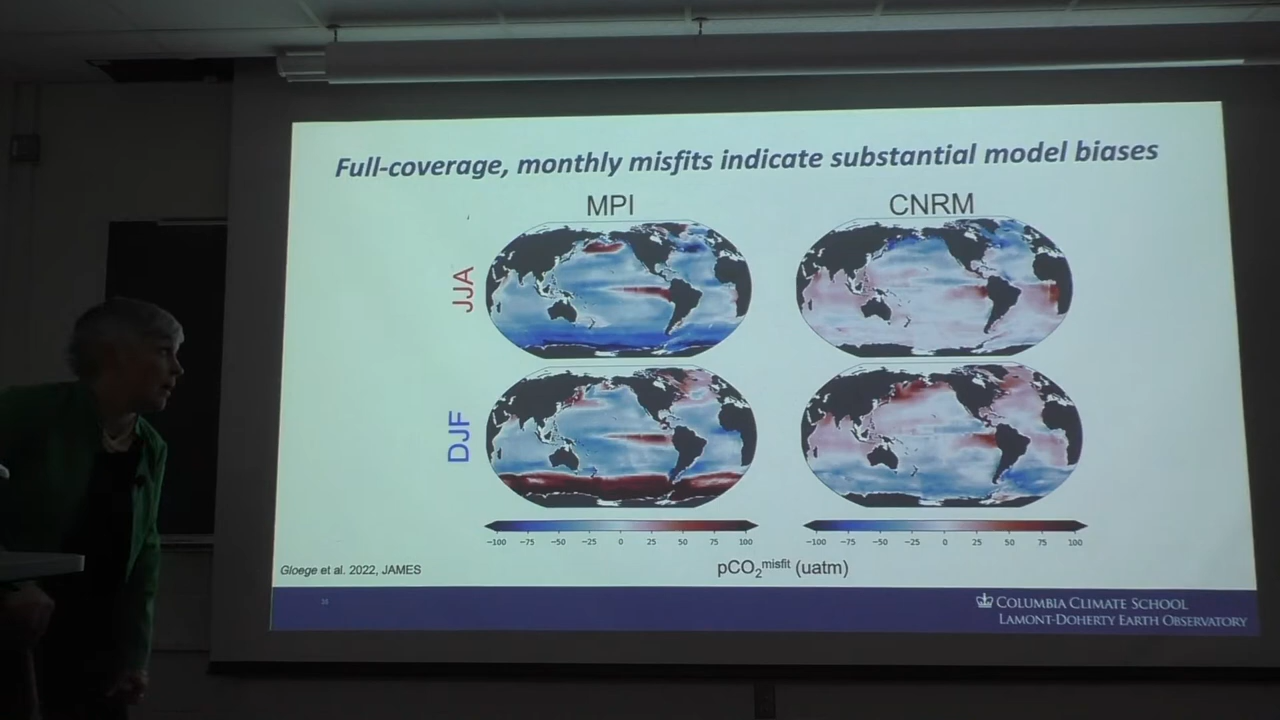 Full-coverage, monthly misfits indicate substantial model biases
MPI
CNRM
JJA
DJF
−100 −75 −50 −25 0 25 50 75 100
−100 −75 −50 −25 0 25 50 75 100
pCO₂ᵐⁱˢᶠⁱᵗ (uatm)
Gloege et al. 2022, JAMES
COLUMBIA CLIMATE SCHOOL
LAMONT-DOHERTY EARTH OBSERVATORY